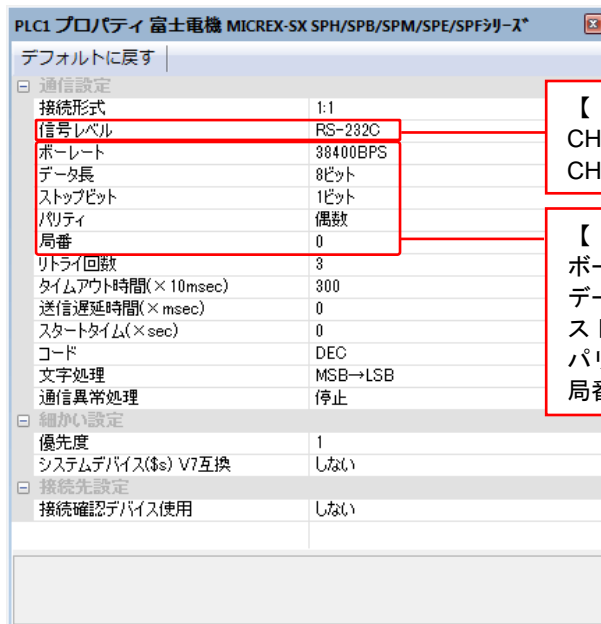 PLC1 プロパティ 富士電機 MICREX-SX SPH/SPB/SPM/SPE/SPFｼﾘｰｽﾞ
デフォルトに戻す
通信設定
接続形式 1:1
信号レベル RS-232C
ボーレート 38400BPS
データ長 8ビット
ストップビット 1ビット
パリティ 偶数
局番 0
リトライ回数 3
タイムアウト時間(×10msec) 300
送信遅延時間(×msec) 0
スタートタイム(×sec) 0
コード DEC
文字処理 MSB→LSB
通信異常処理 停止
細かい設定
優先度 1
システムデバイス($s) V7互換 しない
接続先設定
接続確認デバイス使用 しない
【
CH
CH
【
ボー
デー
スト
パリ
局番